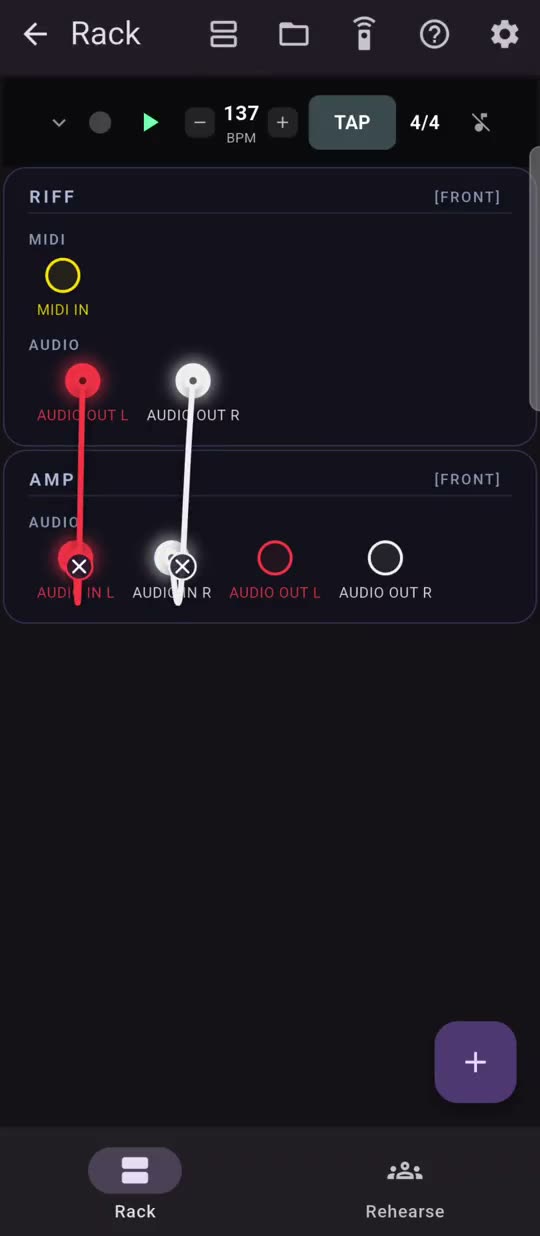 Rack
137
BPM
TAP
4/4
RIFF
[FRONT]
MIDI
MIDI IN
AUDIO
AUDIO OUT L
AUDIO OUT R
AMP
[FRONT]
AUDIO
AUDIO IN L
AUDIO IN R
AUDIO OUT L
AUDIO OUT R
Rack
Rehearse